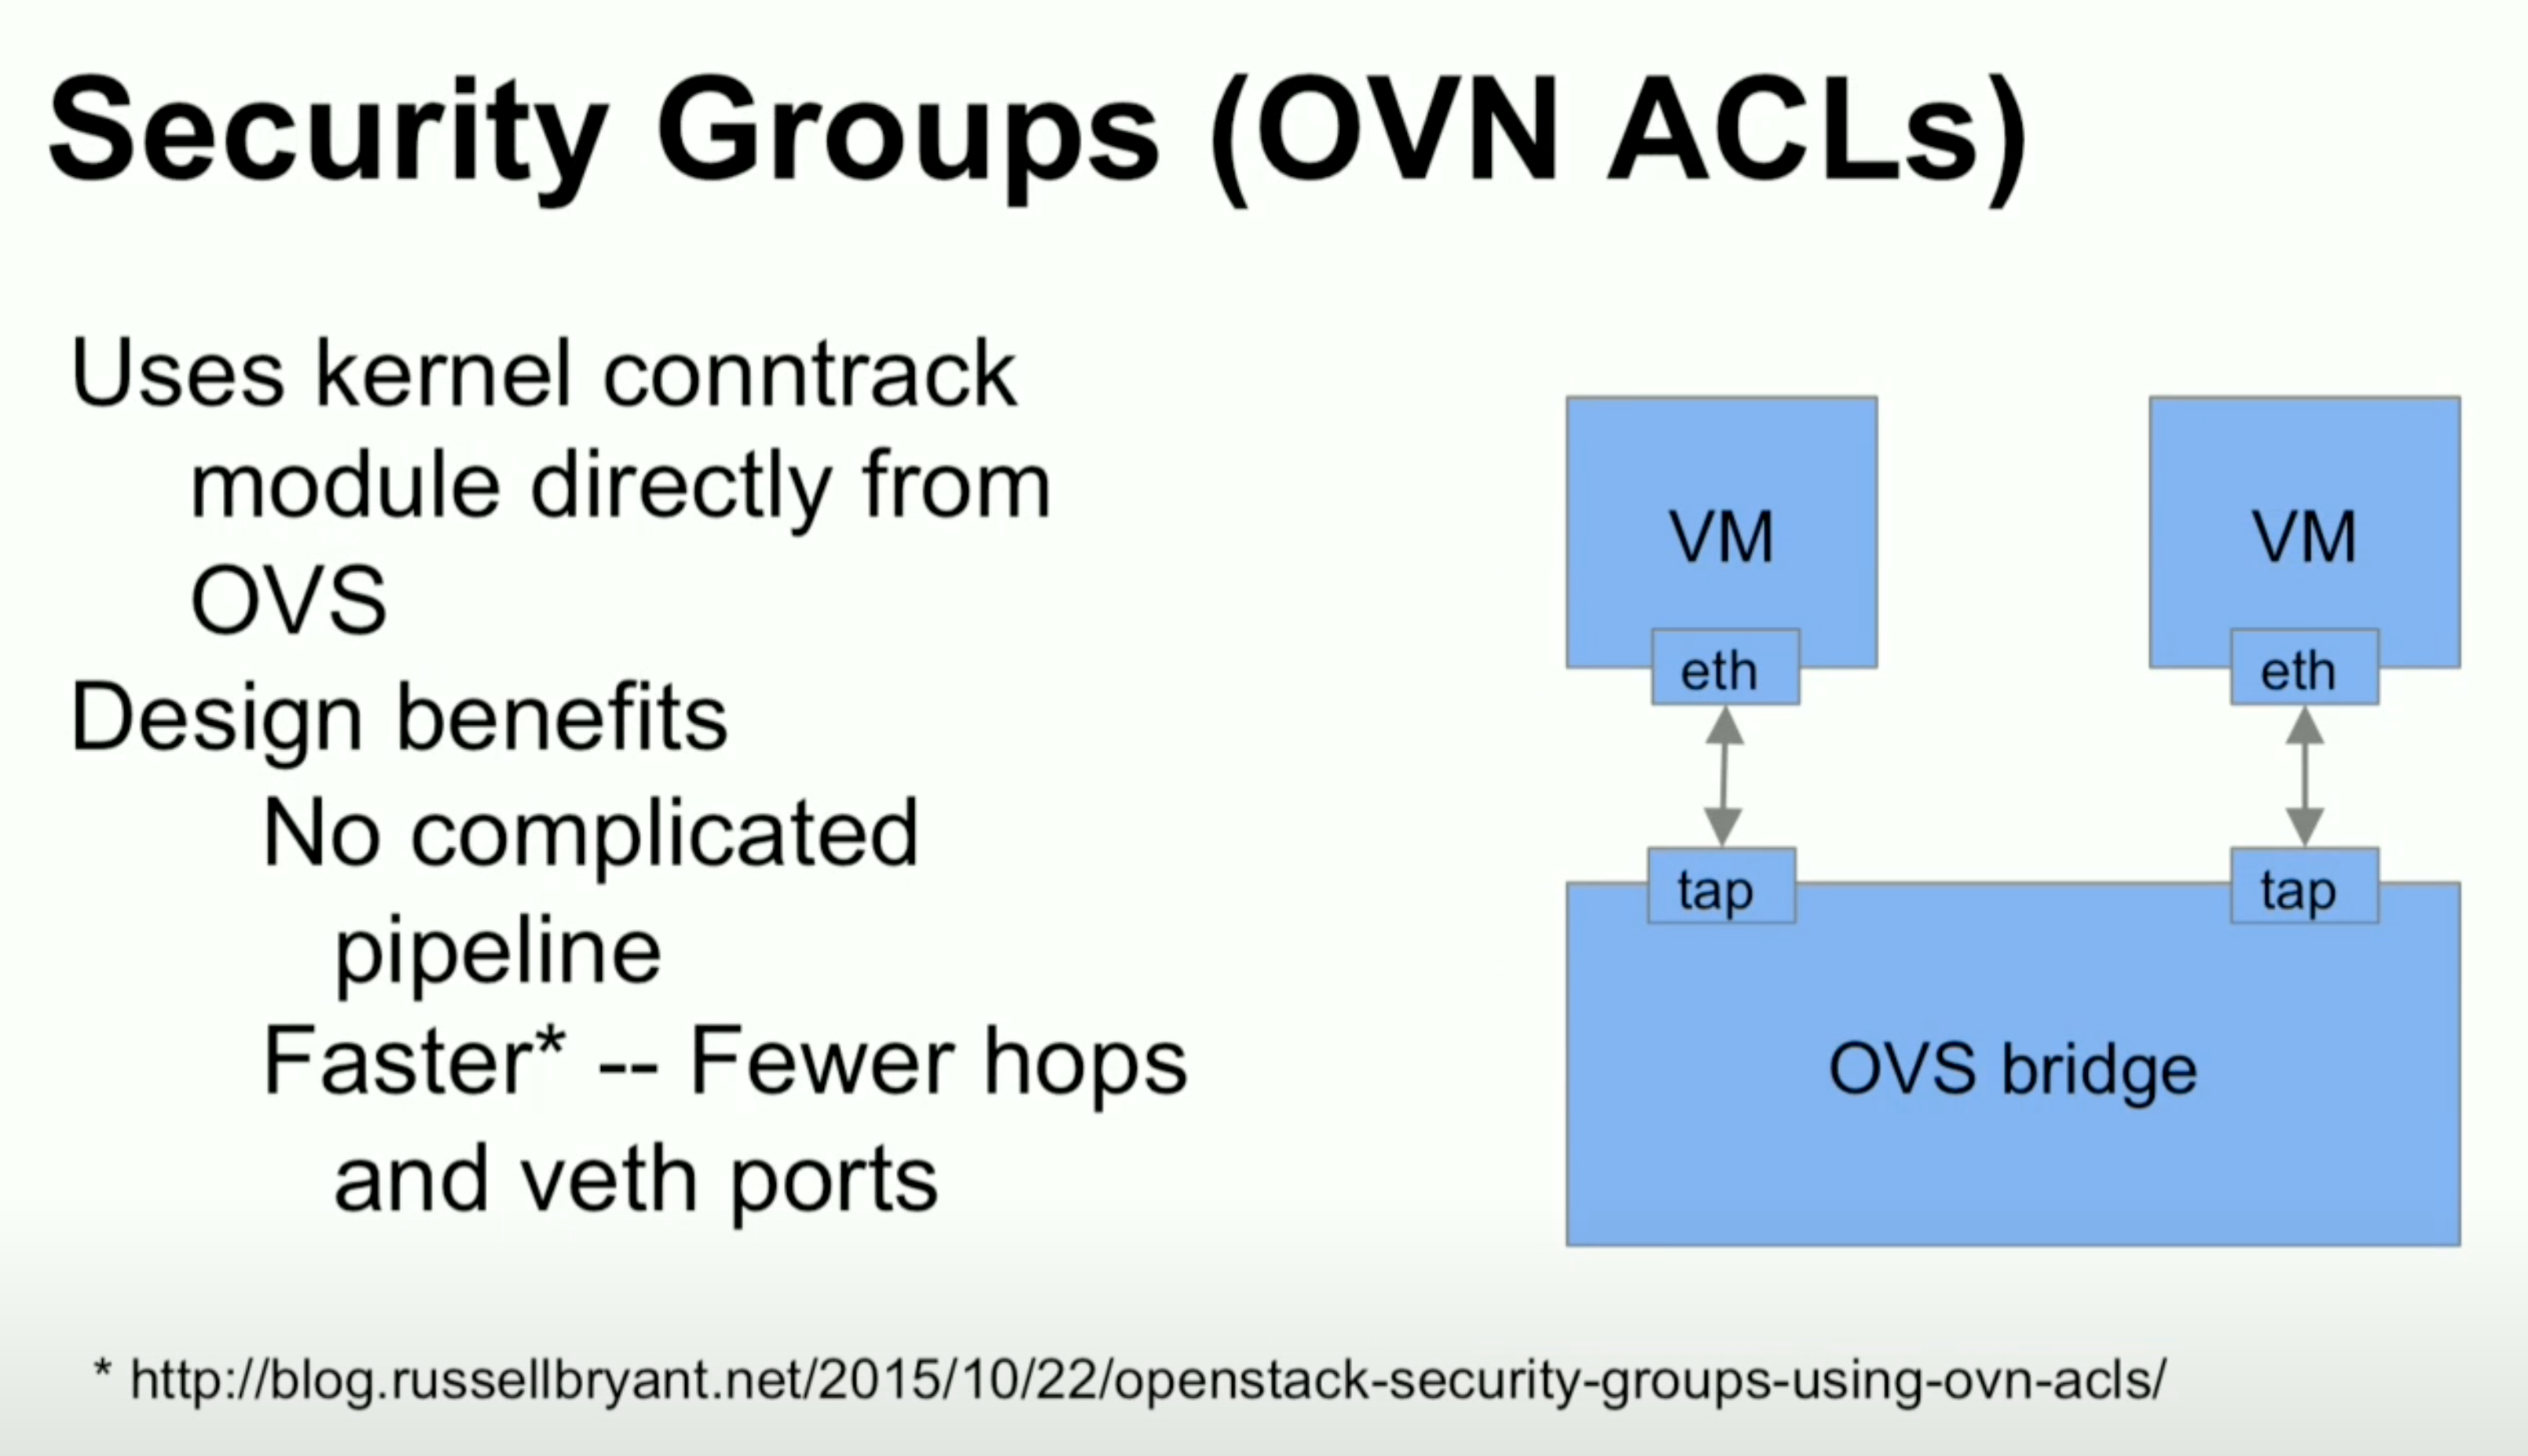 Security Groups (OVN ACLs)
Uses kernel conntrack
module directly from
OVS
Design benefits
No complicated
pipeline
Faster* -- Fewer hops
and veth ports
VM
VM
eth
eth
tap
tap
OVS bridge
* http://blog.russellbryant.net/2015/10/22/openstack-security-groups-using-ovn-acls/